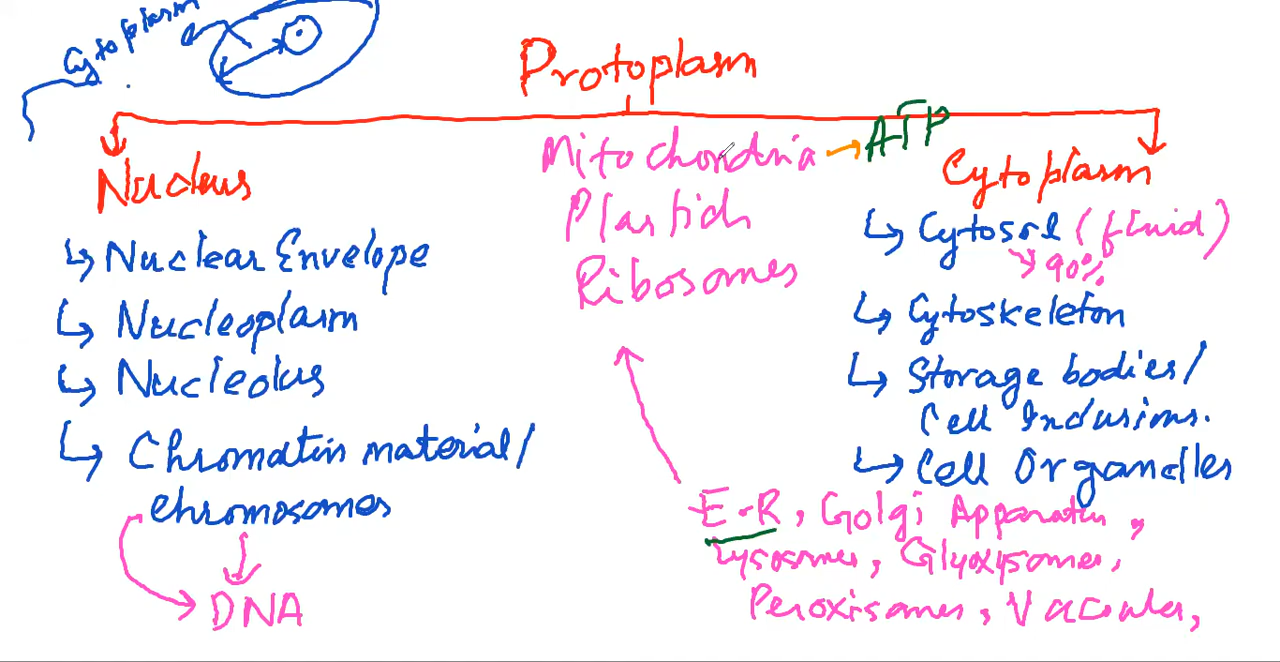 Cytoplasm
Protoplasm
Nucleus
Nuclear Envelope
Nucleoplasm
Nucleolus
Chromatin material/
chromosomes
DNA
Mitochondria → ATP
Plastids
Ribosomes
Cytoplasm
Cytosol (fluid)
90%
Cytoskeleton
Storage bodies/
Cell Inclusions.
Cell Organelles
E.R, Golgi Apparatus,
Lysosomes, Glyoxysomes,
Peroxisomes, Vacuoles,